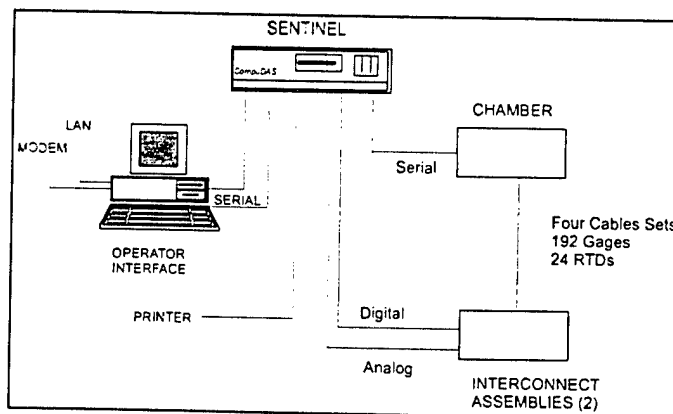 SENTINEL
CompuDAS
CHAMBER
LAN
MODEM
Serial
SERIAL
Four Cables Sets
192 Gages
24 RTDs
OPERATOR
INTERFACE
PRINTER
Digital
Analog
INTERCONNECT
ASSEMBLIES (2)